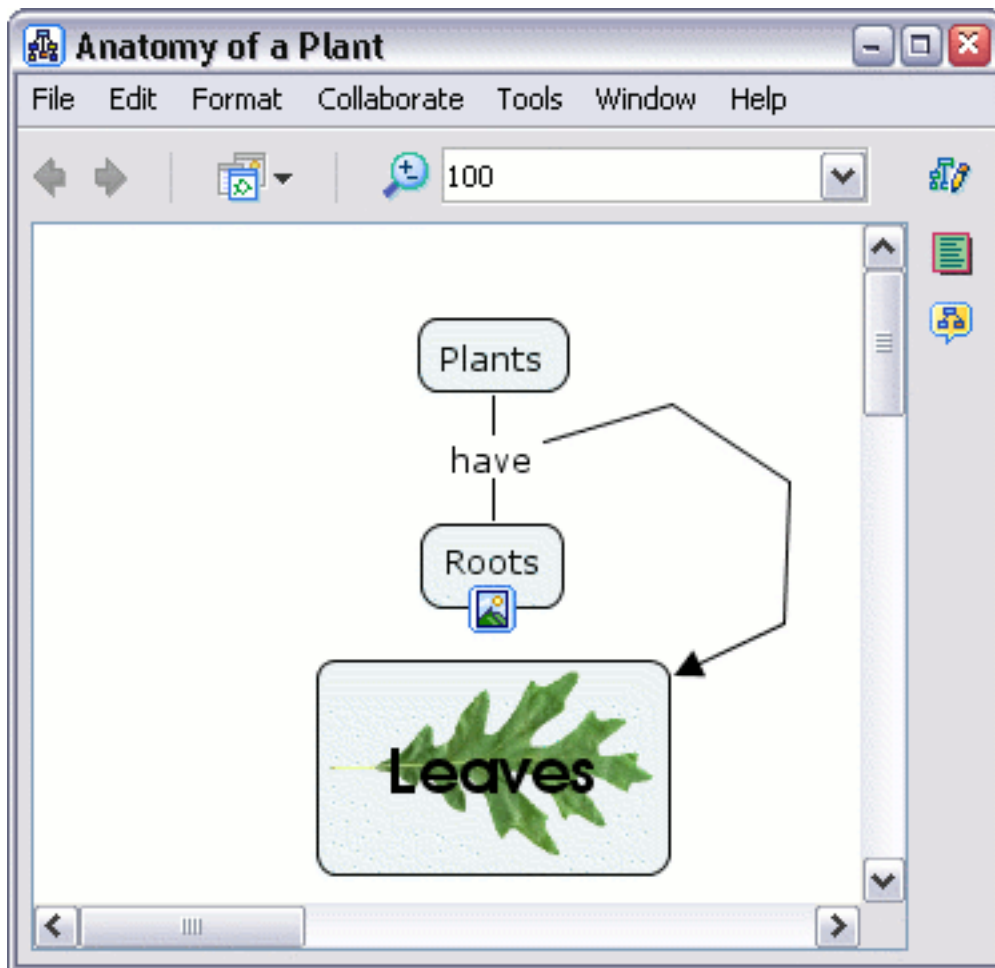 Anatomy of a Plant
File Edit Format Collaborate Tools Window Help
100
Plants
have
Roots
Leaves